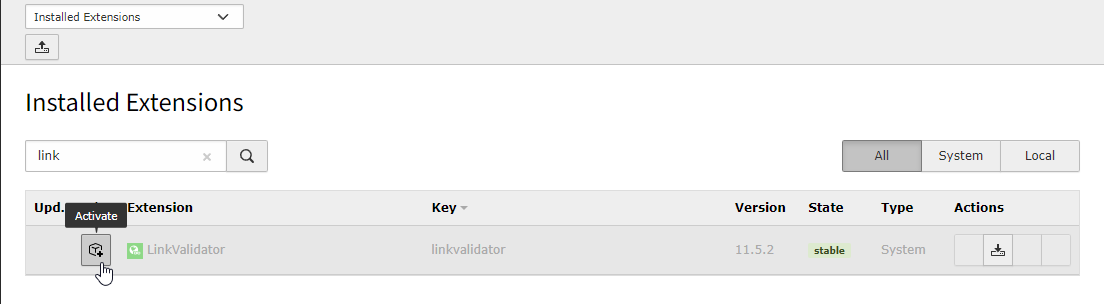 Installed Extensions
Installed Extensions
link
All System Local
Upd. Extension Key Version State Type Actions
Activate
LinkValidator linkvalidator 11.5.2 stable System